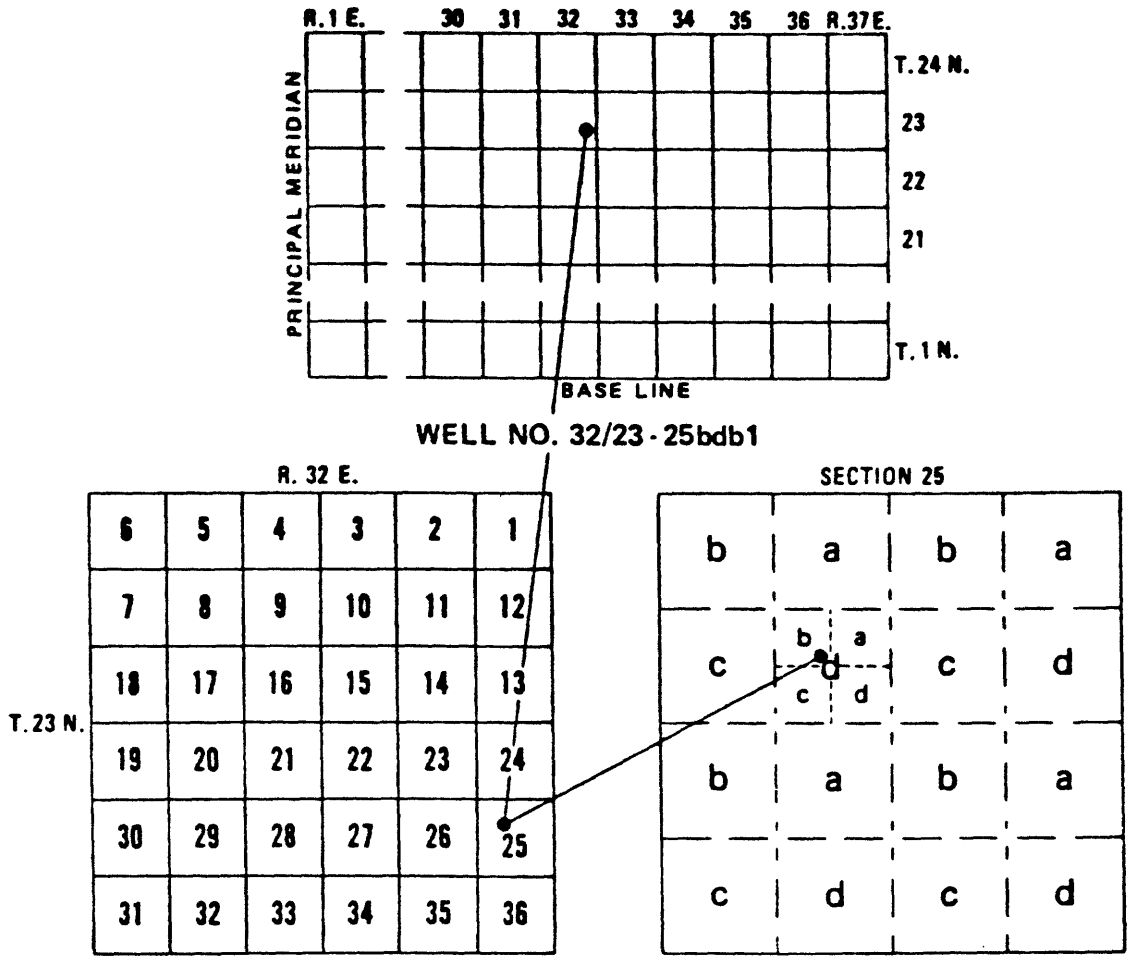 R.1 E. 30 31 32 33 34 35 36 R.37E.
T.24 N.
PRINCIPAL MERIDIAN
23
22
21
T.1 N.
BASE LINE
WELL NO. 32/23-25bdb1
R. 32 E.
6 5 4 3 2 1
7 8 9 10 11 12
18 17 16 15 14 13
T.23 N.
19 20 21 22 23 24
30 29 28 27 26 25
31 32 33 34 35 36
SECTION 25
b a b a
b a
c d c d
c d
b a b a
c d c d